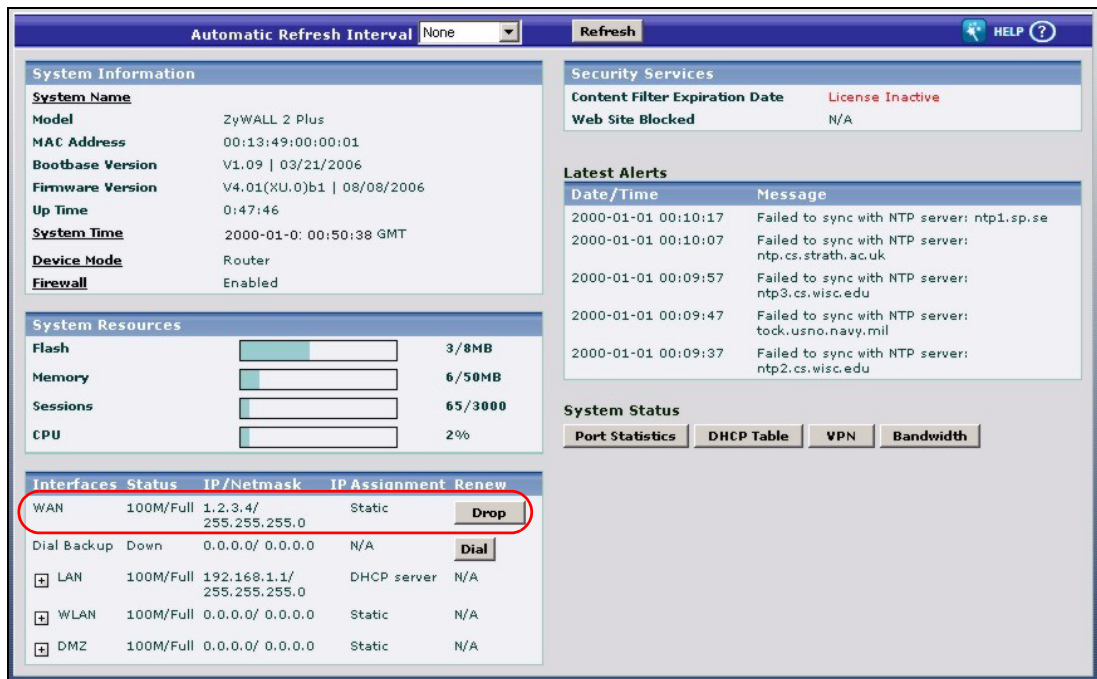 Automatic Refresh Interval None Refresh HELP ?
System Information
System Name
Model ZyWALL 2 Plus
MAC Address 00:13:49:00:00:01
Bootbase Version V1.09 | 03/21/2006
Firmware Version V4.01(XU.0)b1 | 08/08/2006
Up Time 0:47:46
System Time 2000-01-0: 00:50:38 GMT
Device Mode Router
Firewall Enabled
System Resources
Flash 3/8MB
Memory 6/50MB
Sessions 65/3000
CPU 2%
Interfaces Status IP/Netmask IP Assignment Renew
WAN 100M/Full 1.2.3.4/ Static Drop
255.255.255.0
Dial Backup Down 0.0.0.0/ 0.0.0.0 N/A Dial
+ LAN 100M/Full 192.168.1.1/ DHCP server N/A
255.255.255.0
+ WLAN 100M/Full 0.0.0.0/ 0.0.0.0 Static N/A
+ DMZ 100M/Full 0.0.0.0/ 0.0.0.0 Static N/A
Security Services
Content Filter Expiration Date License Inactive
Web Site Blocked N/A
Latest Alerts
Date/Time Message
2000-01-01 00:10:17 Failed to sync with NTP server: ntp1.sp.se
2000-01-01 00:10:07 Failed to sync with NTP server:
ntp.cs.strath.ac.uk
2000-01-01 00:09:57 Failed to sync with NTP server:
ntp3.cs.wisc.edu
2000-01-01 00:09:47 Failed to sync with NTP server:
tock.usno.navy.mil
2000-01-01 00:09:37 Failed to sync with NTP server:
ntp2.cs.wisc.edu
System Status
Port Statistics DHCP Table VPN Bandwidth